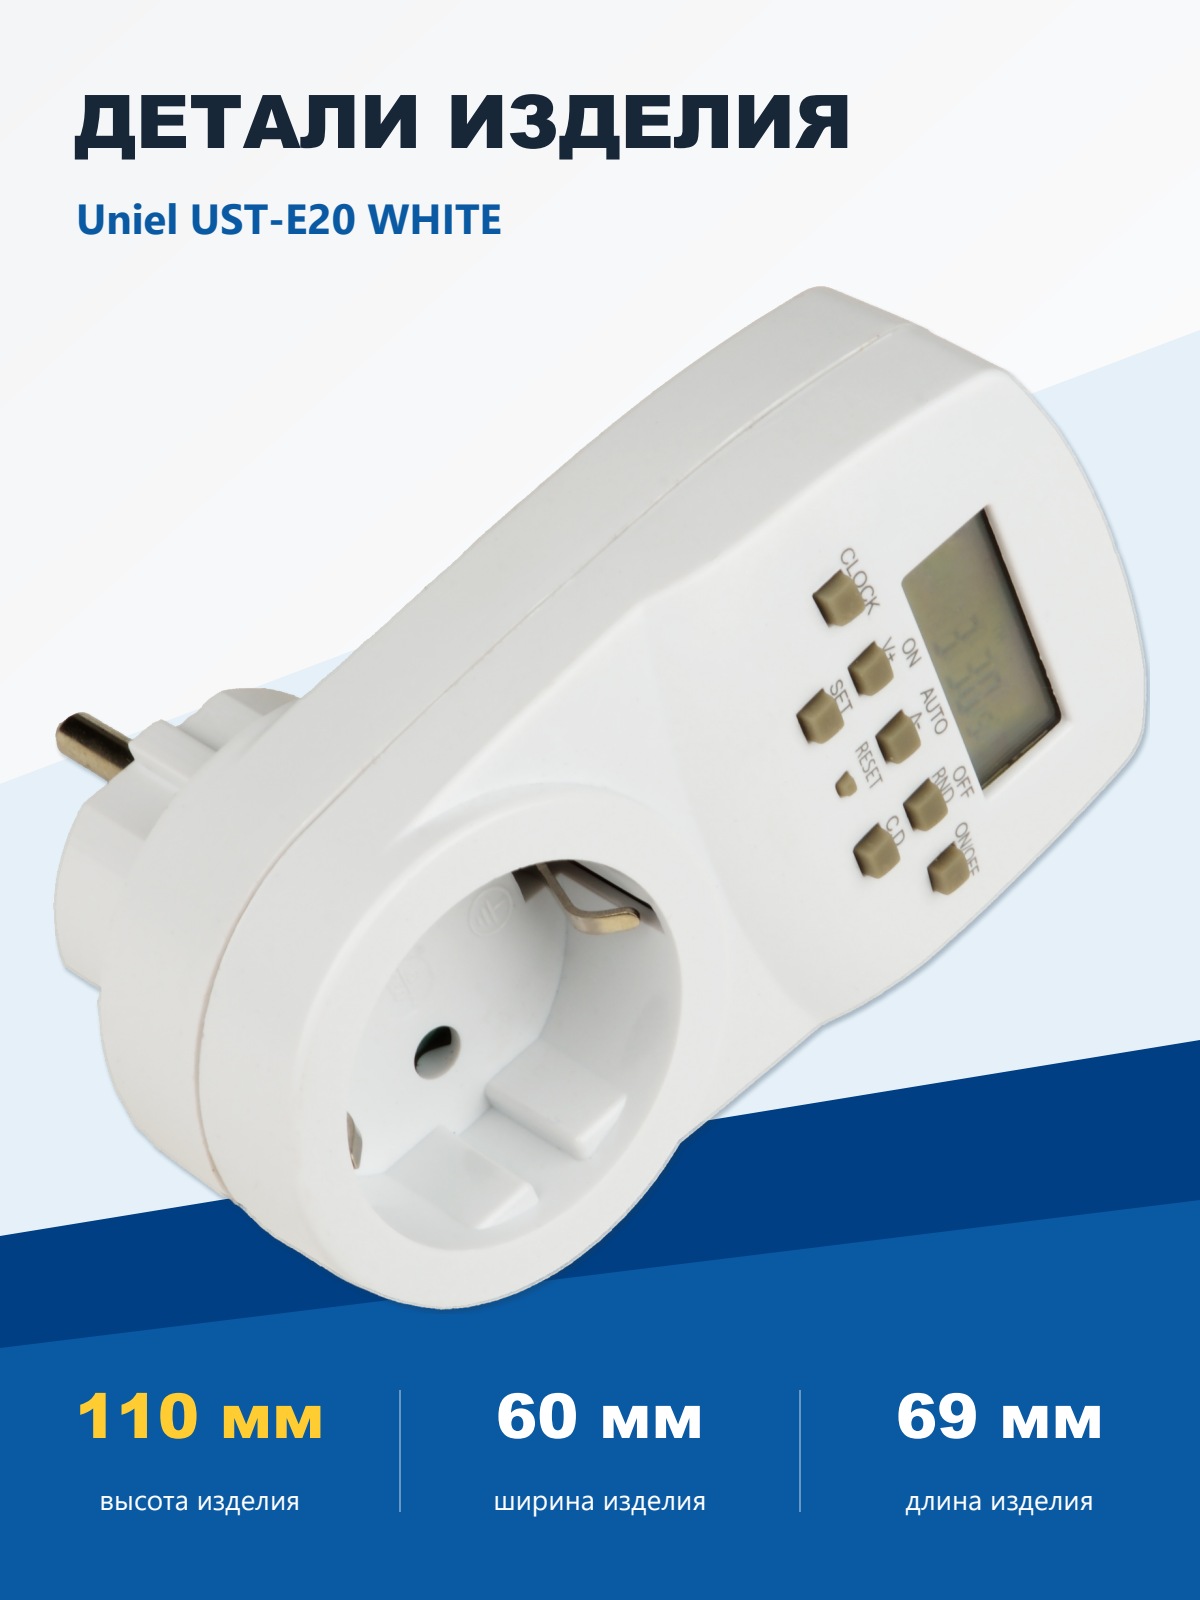 ДЕТАЛИ ИЗДЕЛИЯ
Uniel UST-E20 WHITE
CLOCK
V+
ON
SET
AUTO
RESET
OFF
RND
C.D
ON/OFF
110 мм
60 мм
69 мм
высота изделия
ширина изделия
длина изделия